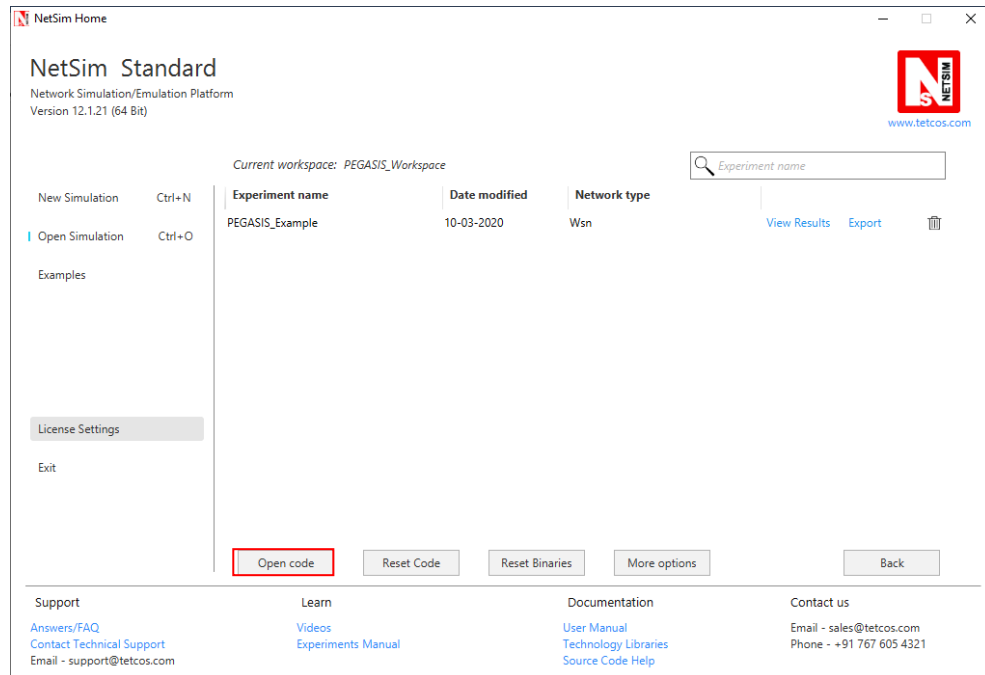 NetSim Home
NetSim Standard
Network Simulation/Emulation Platform
Version 12.1.21 (64 Bit)
NS
NETSIM
www.tetcos.com
Current workspace: PEGASIS_Workspace
Experiment name
New Simulation Ctrl+N
Open Simulation Ctrl+O
Examples
License Settings
Exit
Experiment name Date modified Network type
PEGASIS_Example 10-03-2020 Wsn View Results Export
Open code Reset Code Reset Binaries More options Back
Support
Answers/FAQ
Contact Technical Support
Email - support@tetcos.com
Learn
Videos
Experiments Manual
Documentation
User Manual
Technology Libraries
Source Code Help
Contact us
Email - sales@tetcos.com
Phone - +91 767 605 4321